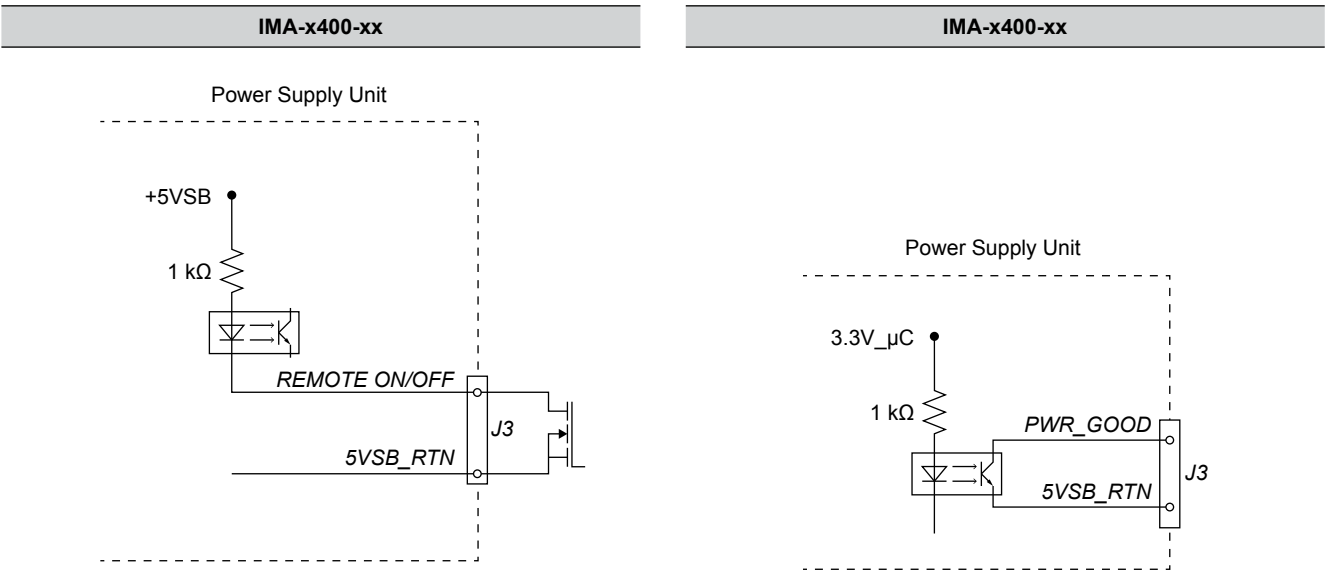 IMA-x400-xx
Power Supply Unit
+5VSB
1 kΩ
REMOTE ON/OFF
J3
5VSB_RTN
IMA-x400-xx
Power Supply Unit
3.3V_µC
1 kΩ
PWR_GOOD
J3
5VSB_RTN